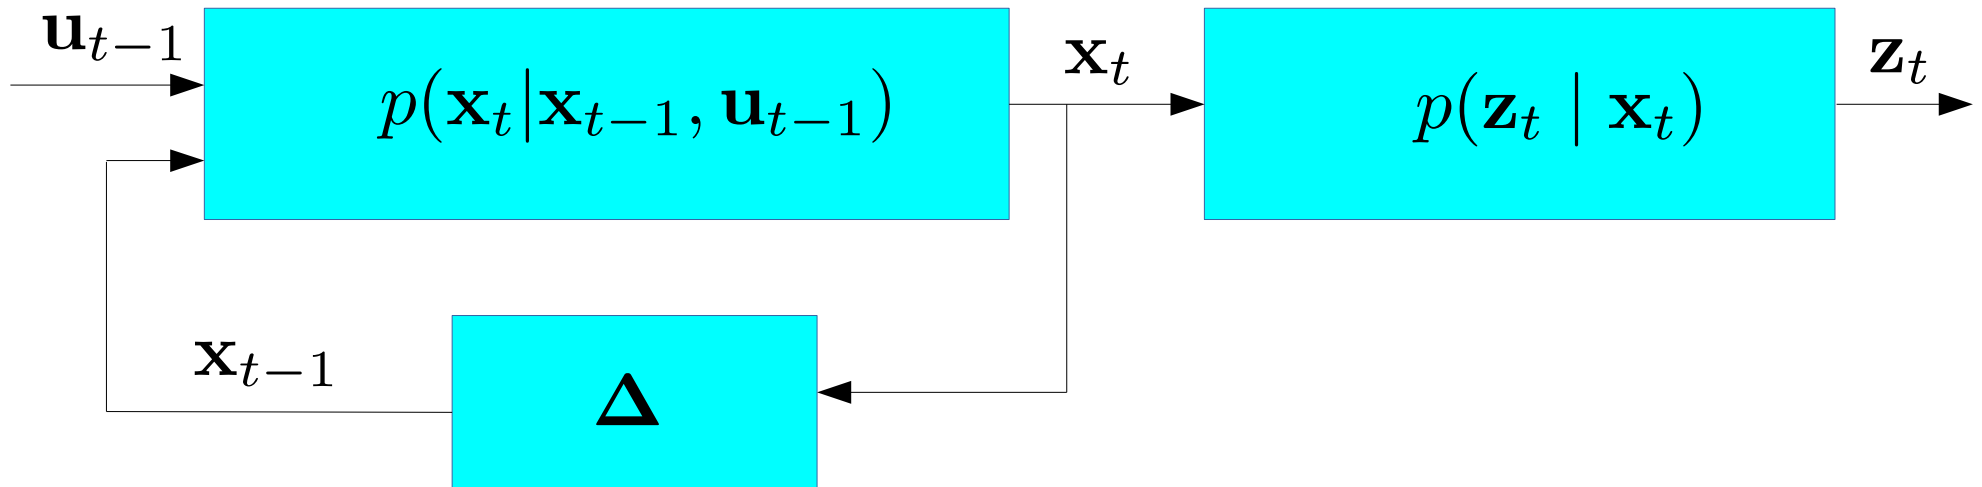 u_{t-1}
p(x_t|x_{t-1}, u_{t-1})
x_t
p(z_t | x_t)
z_t
x_{t-1}
Δ